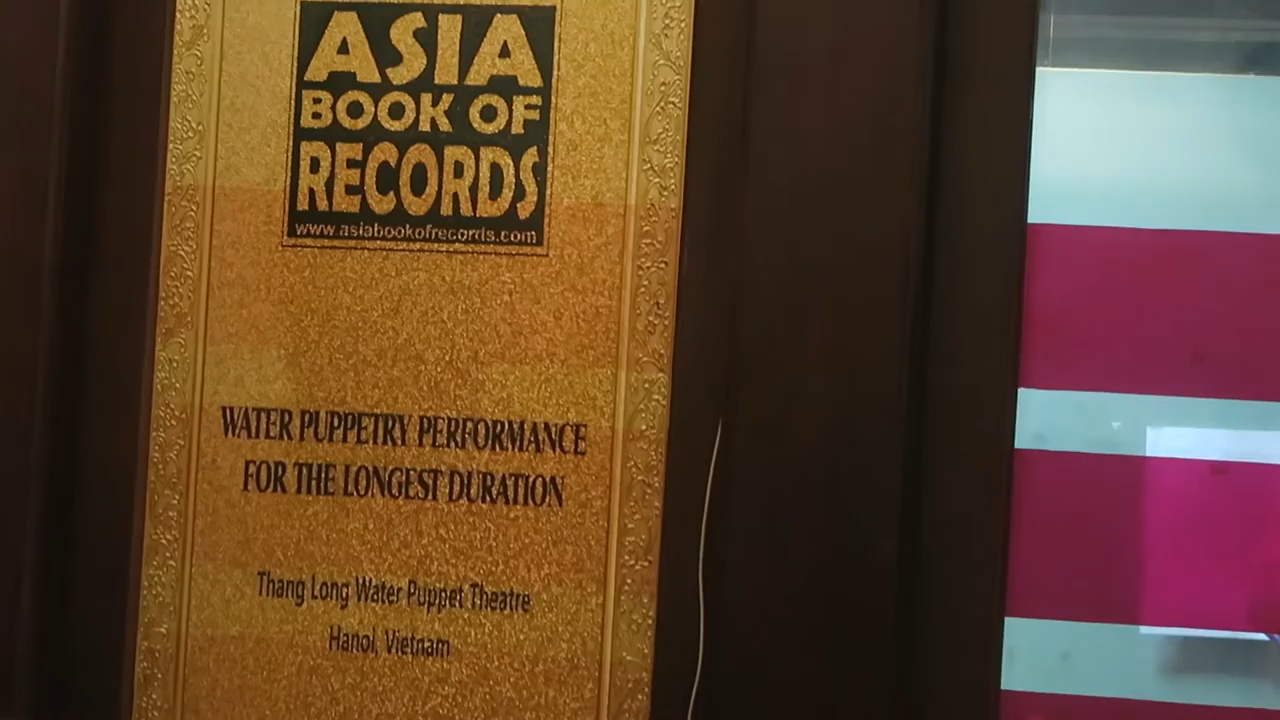 ASIA
BOOK OF
RECORDS
www.asiabookofrecords.com
WATER PUPPETRY PERFORMANCE
FOR THE LONGEST DURATION
Thang Long Water Puppet Theatre
Hanoi, Vietnam